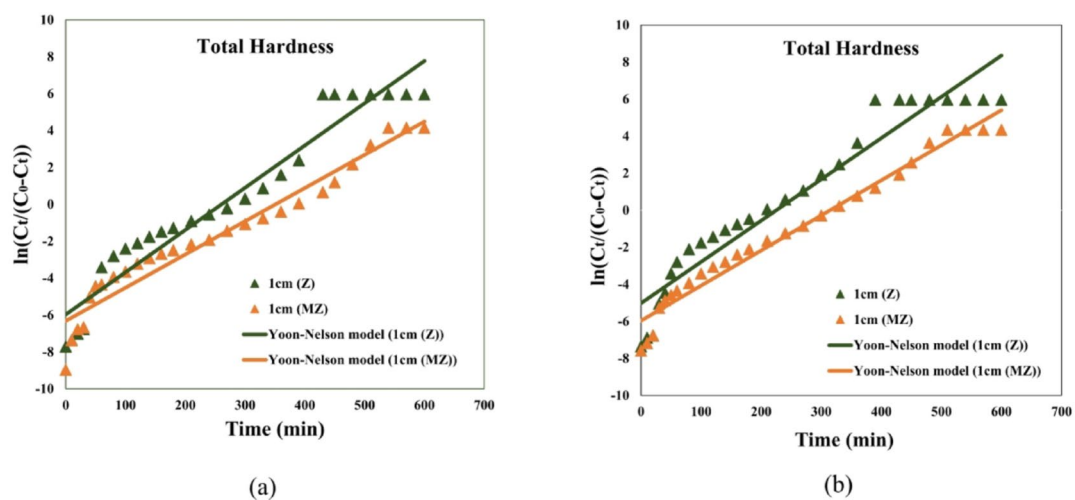 Total Hardness
ln(Ct/(C0-Ct))
10
8
6
4
2
0
-2
-4
-6
-8
-10
1cm (Z)
1cm (MZ)
Yoon-Nelson model (1cm (Z))
Yoon-Nelson model (1cm (MZ))
0 100 200 300 400 500 600 700
Time (min)
(a)
Total Hardness
ln(Ct/(C0-Ct))
10
8
6
4
2
0
-2
-4
-6
-8
-10
1cm (Z)
1cm (MZ)
Yoon-Nelson model (1cm (Z))
Yoon-Nelson model (1cm (MZ))
0 100 200 300 400 500 600 700
Time (min)
(b)